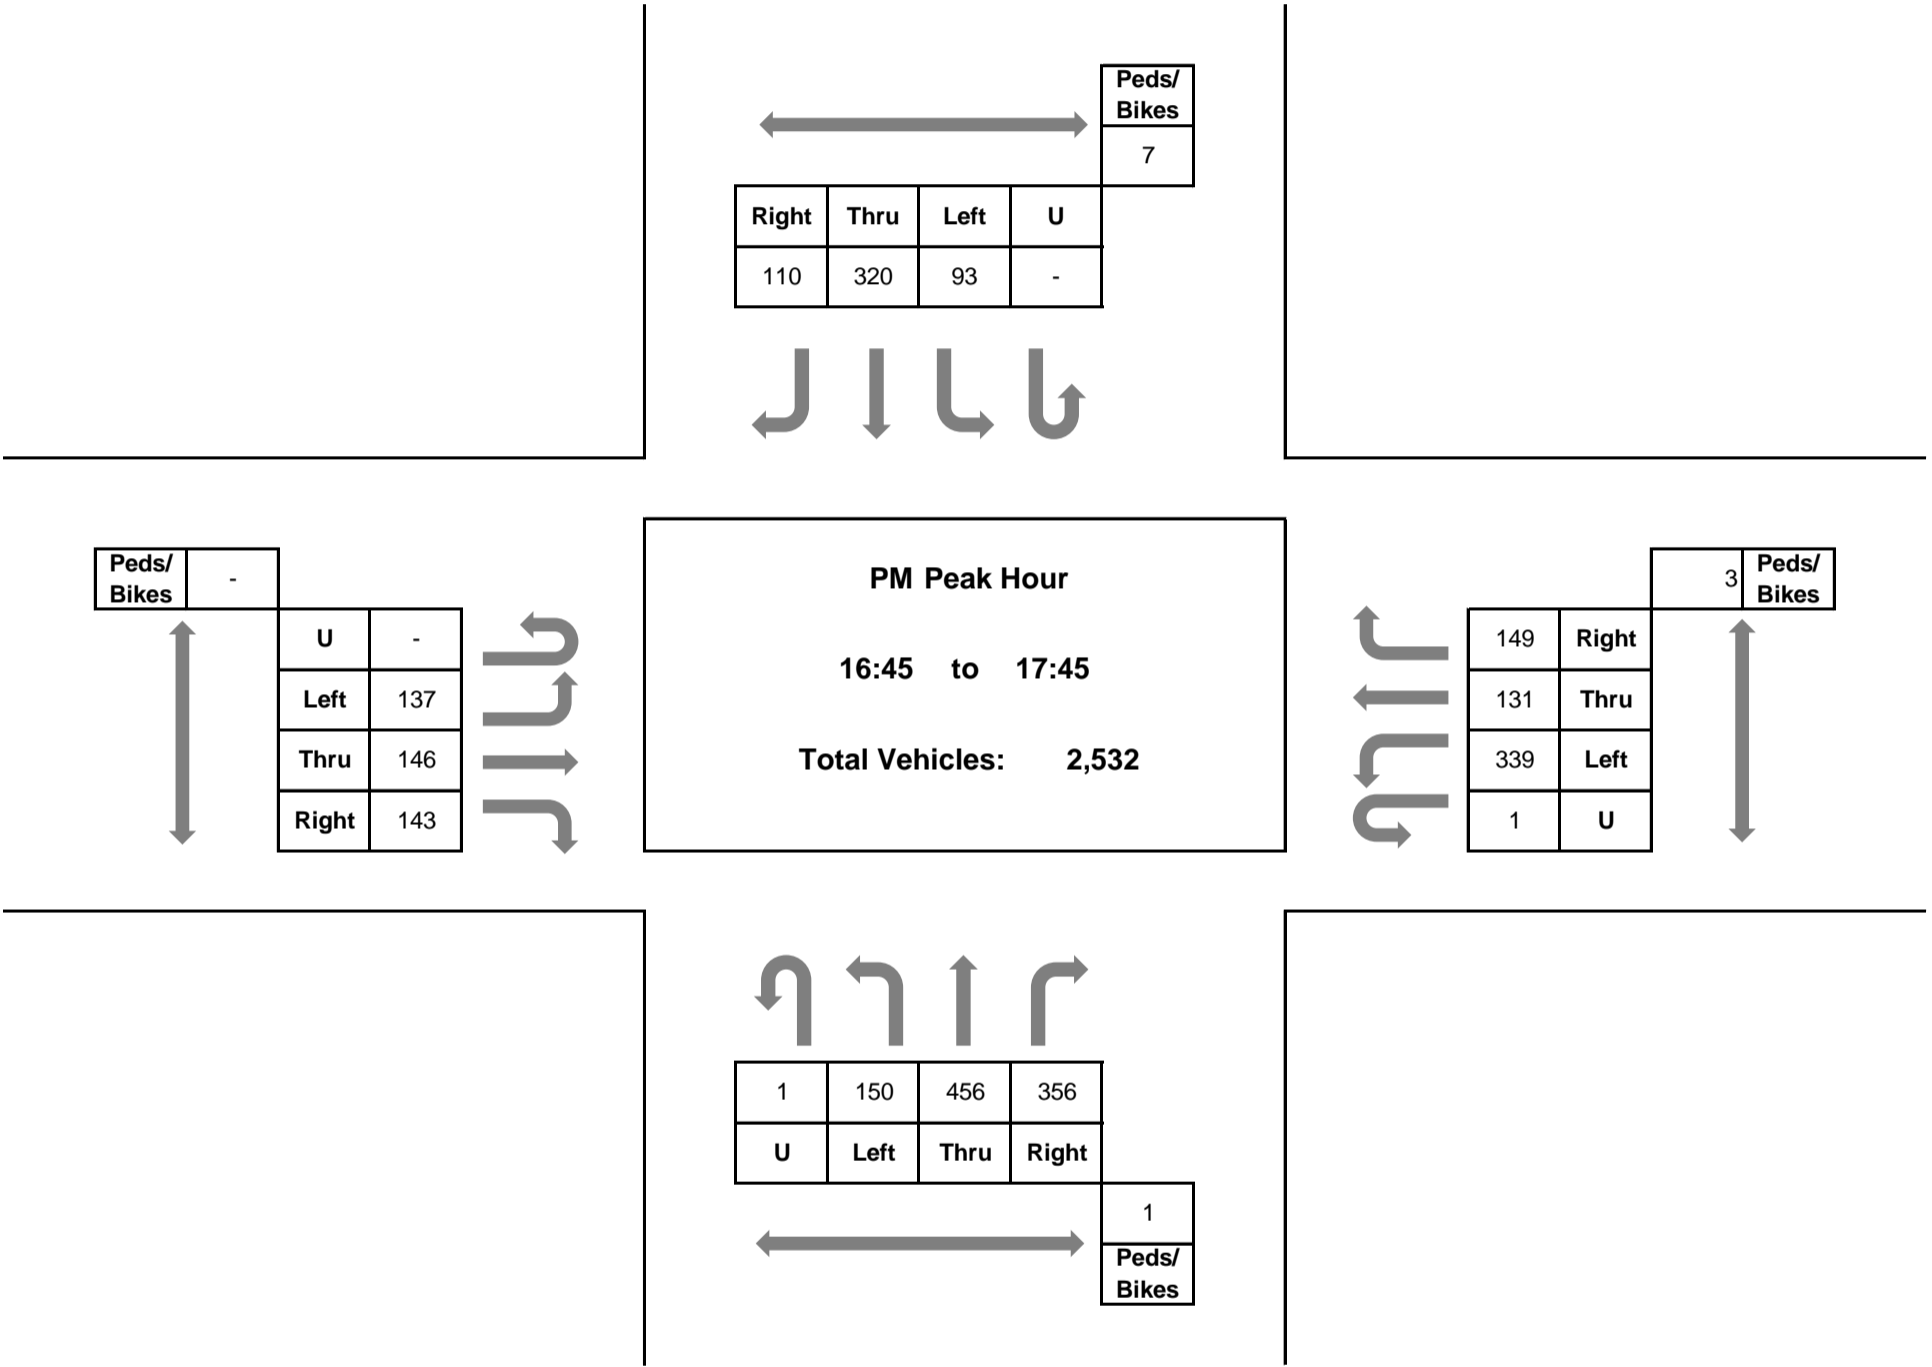 Peds/
Bikes
7
Right Thru Left U
110 320 93 -
Peds/
Bikes
-
U -
Left 137
Thru 146
Right 143
PM Peak Hour
16:45 to 17:45
Total Vehicles: 2,532
3 Peds/
Bikes
149 Right
131 Thru
339 Left
1 U
1 150 456 356
U Left Thru Right
1
Peds/
Bikes